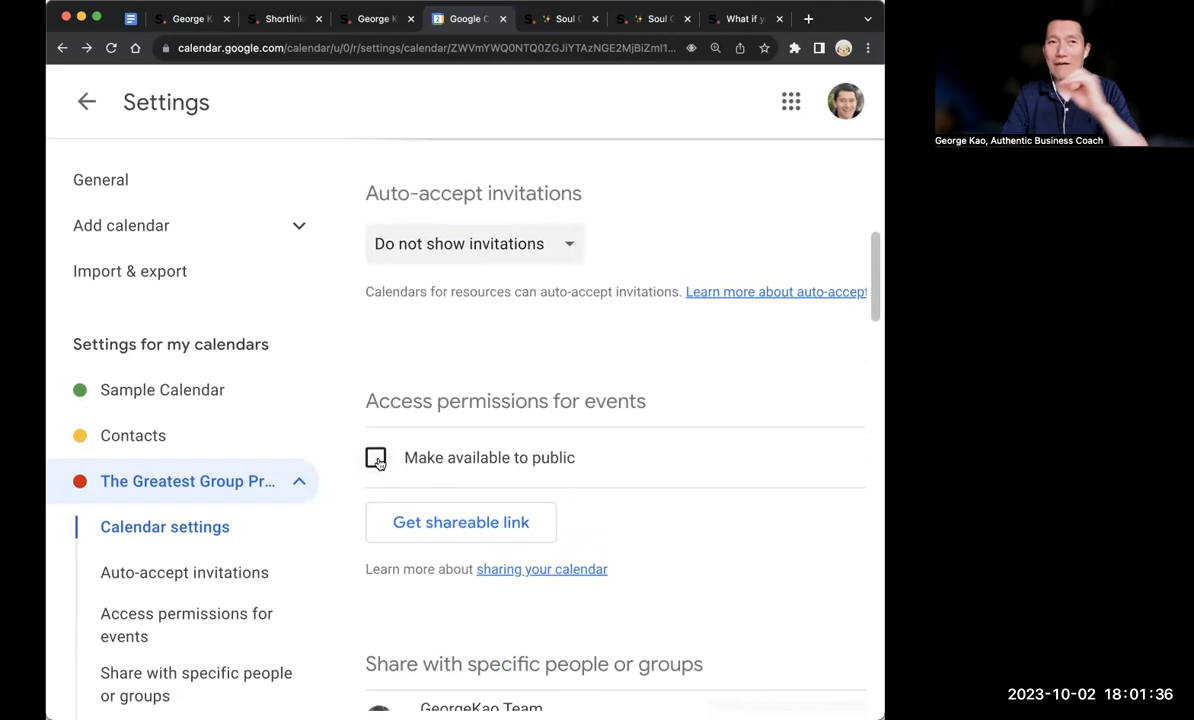 George K
Shortlink
George K
Google C
✨ Soul C
✨ Soul C
What if y
calendar.google.com/calendar/u/0/r/settings/calendar/ZWVmYWQ0NTQ0ZGJiYTAzNGE2MjBiZmI1...
Settings
General
Add calendar
Import & export
Settings for my calendars
Sample Calendar
Contacts
The Greatest Group Pr...
Calendar settings
Auto-accept invitations
Access permissions for
events
Share with specific people
or groups
Auto-accept invitations
Do not show invitations
Calendars for resources can auto-accept invitations. Learn more about auto-accept
Access permissions for events
Make available to public
Get shareable link
Learn more about sharing your calendar
Share with specific people or groups
GeorgeKao Team
George Kao, Authentic Business Coach
2023-10-02 18:01:36